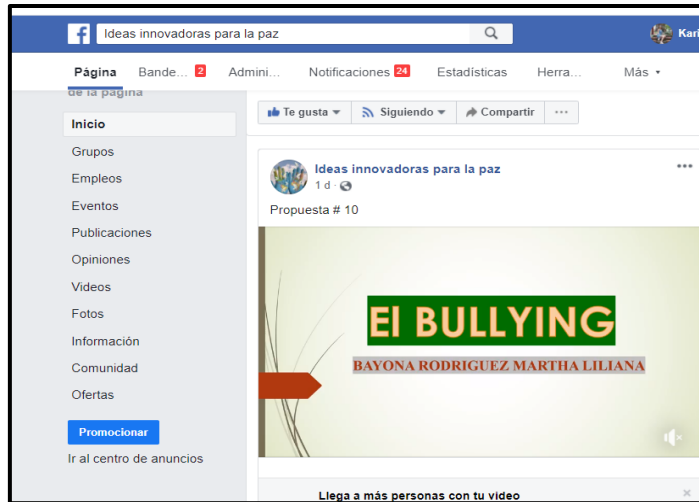 Ideas innovadoras para la paz
Kari
Página Bande... 2 Admini... Notificaciones 24 Estadísticas Herra... Más
de la página
Inicio
Grupos
Empleos
Eventos
Publicaciones
Opiniones
Videos
Fotos
Información
Comunidad
Ofertas
Promocionar
Ir al centro de anuncios
Te gusta Siguiendo Compartir ...
Ideas innovadoras para la paz
1 d
Propuesta # 10
El BULLYING
BAYONA RODRIGUEZ MARTHA LILIANA
Llega a más personas con tu video